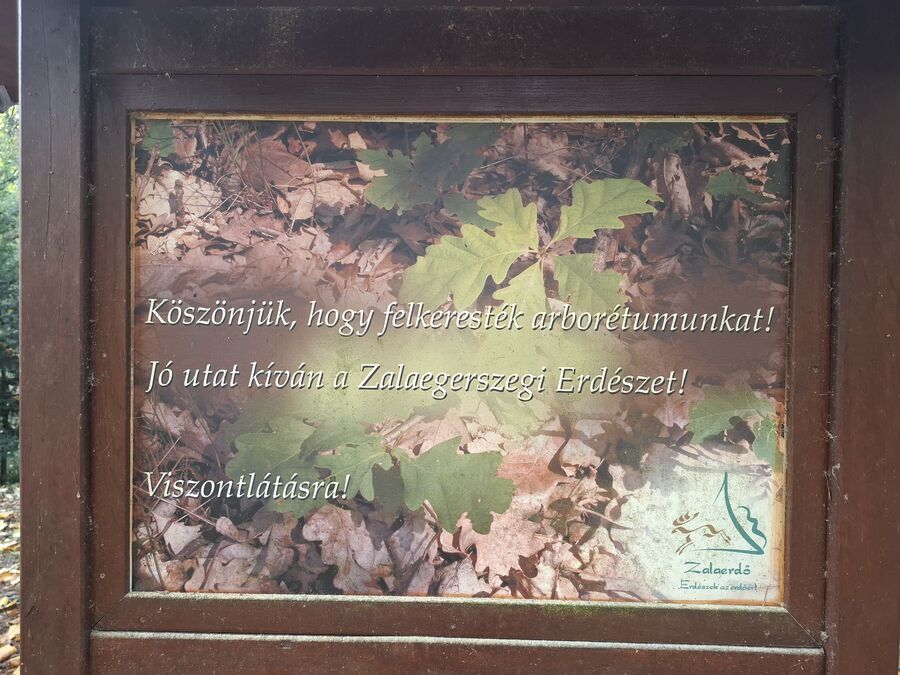 Köszönjük, hogy felkeresték arborétumunkat!
Jó utat kíván a Zalaegerszegi Erdészet!
Viszontlátásra!
Zalaerdő
Erdészek az erdőért